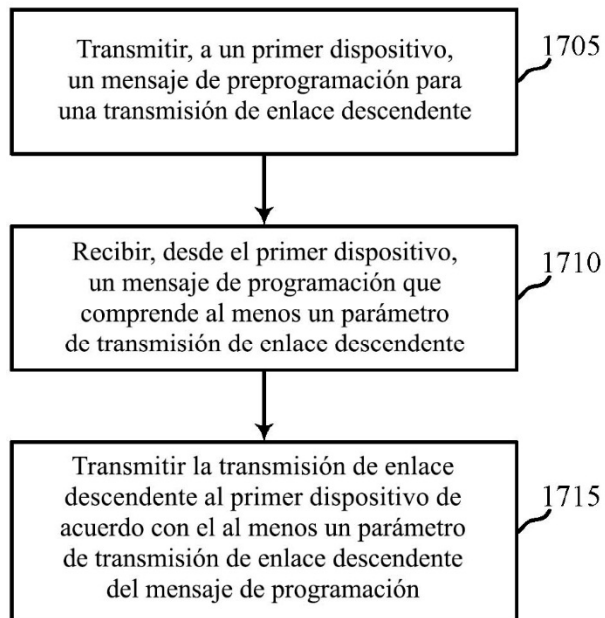 Transmitir, a un primer dispositivo,
un mensaje de preprogramación para
una transmisión de enlace descendente
1705
Recibir, desde el primer dispositivo,
un mensaje de programación que
comprende al menos un parámetro
de transmisión de enlace descendente
1710
Transmitir la transmisión de enlace
descendente al primer dispositivo de
acuerdo con el al menos un parámetro
de transmisión de enlace descendente
del mensaje de programación
1715